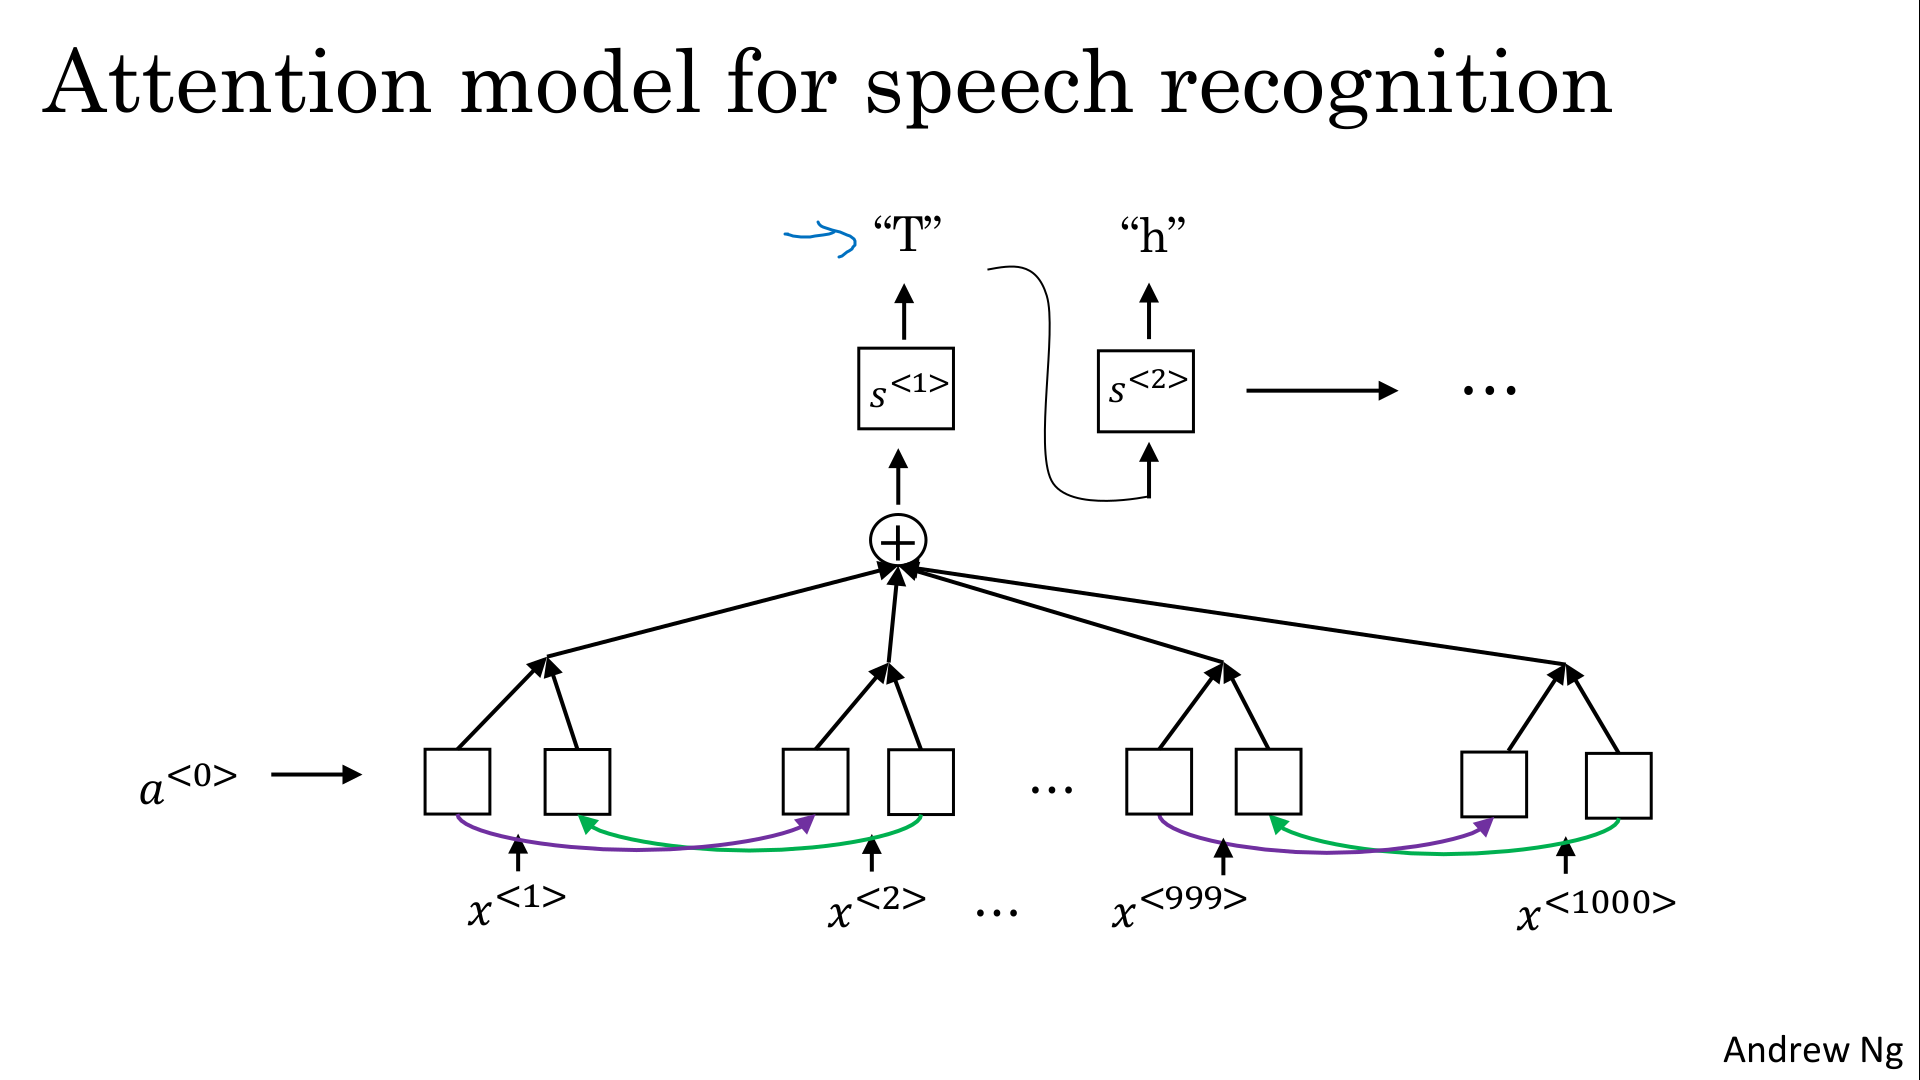 Attention model for speech recognition
“T” “h”
s<1> s<2> ...
+
a<0> ...
x<1> x<2> ... x<999> x<1000>
Andrew Ng